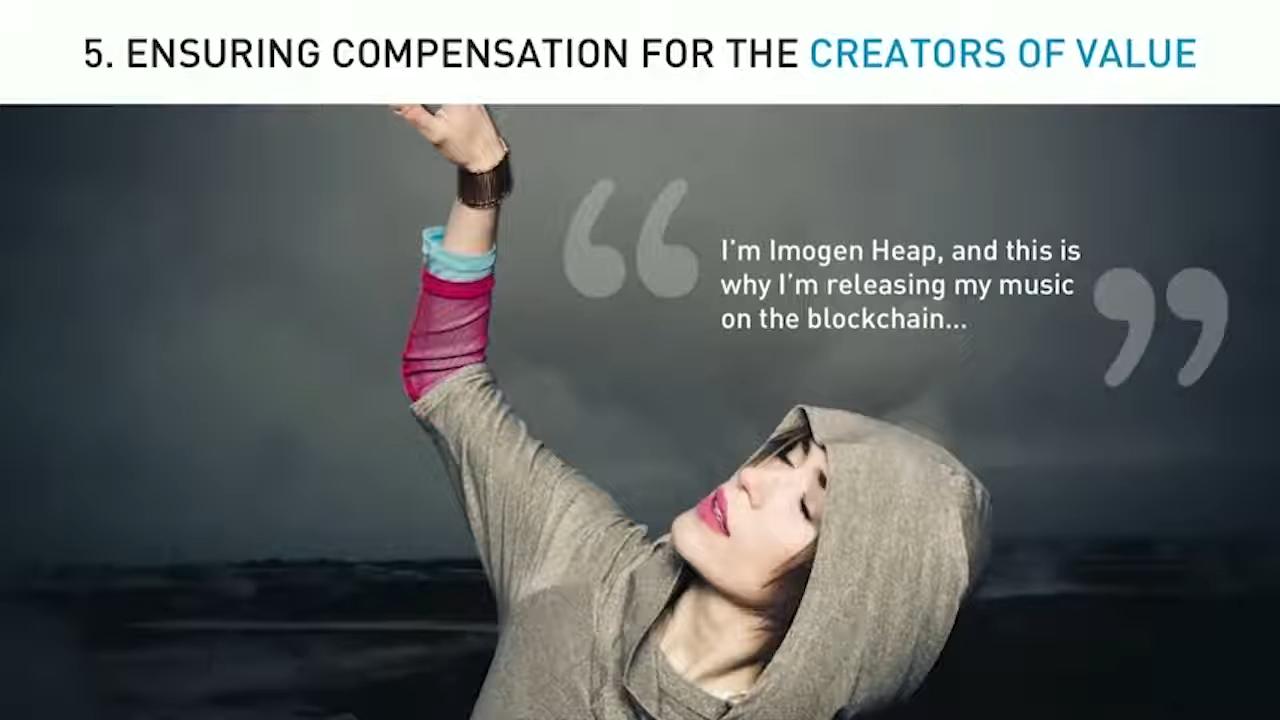 5. ENSURING COMPENSATION FOR THE CREATORS OF VALUE
“
I'm Imogen Heap, and this is
why I'm releasing my music
on the blockchain...
”